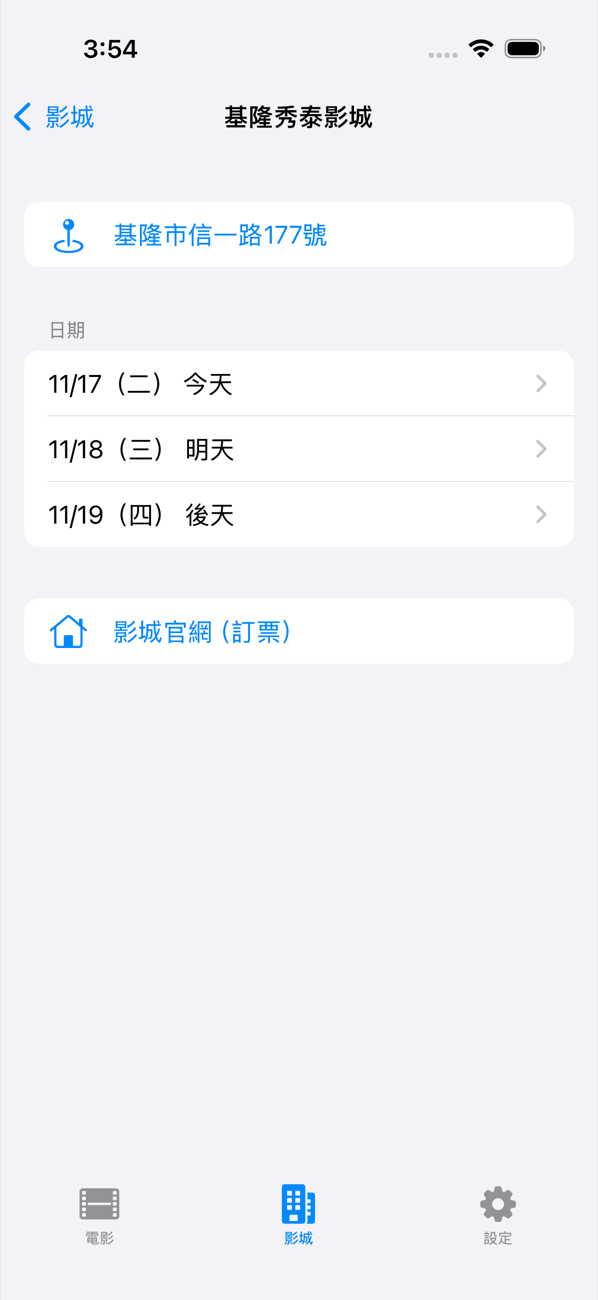 3:54
影城
基隆秀泰影城
基隆市信一路177號
日期
11/17（二） 今天
11/18（三） 明天
11/19（四） 後天
影城官網（訂票）
電影
影城
設定